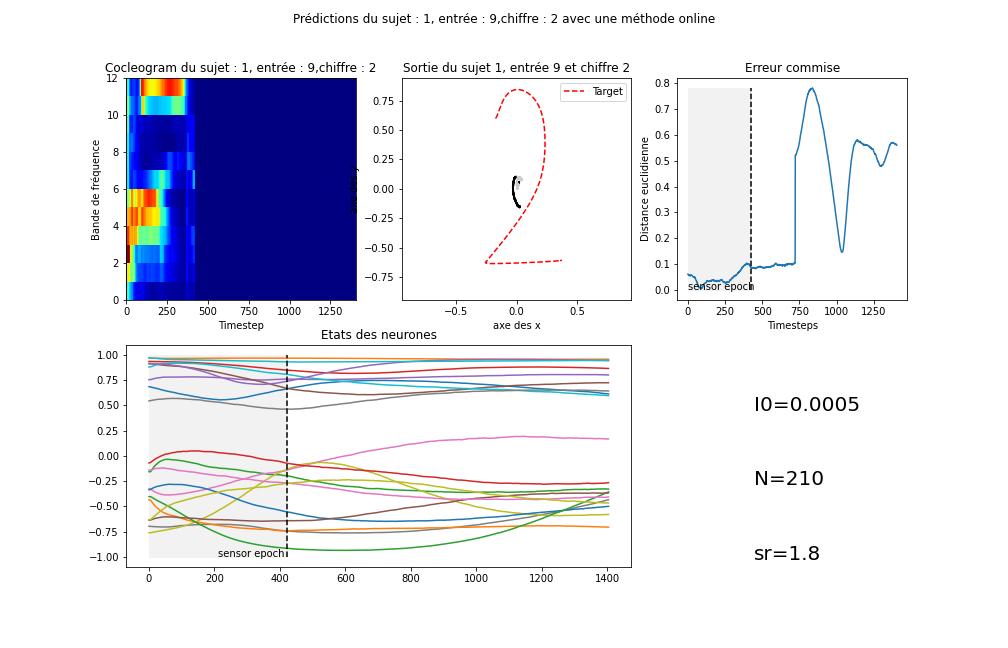 Prédictions du sujet : 1, entrée : 9,chiffre : 2 avec une méthode online
Cocleogram du sujet : 1, entrée : 9,chiffre : 2
Bande de fréquence
12
10
8
6
4
2
0
0 250 500 750 1000 1250
Timestep
Sortie du sujet 1, entrée 9 et chiffre 2
Target
0.75
0.50
0.25
0.00
−0.25
−0.50
−0.75
−0.5 0.0 0.5
axe des x
Erreur commise
Distance euclidienne
0.8
0.7
0.6
0.5
0.4
0.3
0.2
0.1
0.0
sensor epoch
0 250 500 750 1000 1250
Timesteps
Etats des neurones
1.00
0.75
0.50
0.25
0.00
−0.25
−0.50
−0.75
−1.00
sensor epoch
0 200 400 600 800 1000 1200 1400
I0=0.0005
N=210
sr=1.8